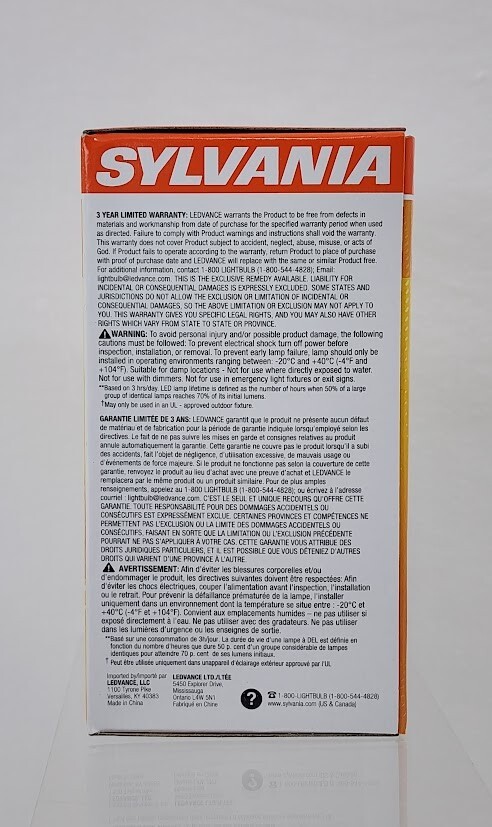 SYLVANIA
3 YEAR LIMITED WARRANTY: LEDVANCE warrants the Product to be free from defects in
materials and workmanship from date of purchase for the specified warranty period when used
as directed. Failure to comply with Product warnings and instructions shall void the warranty.
This warranty does not cover Product subject to accident, neglect, abuse, misuse, or acts of
God. If Product fails to operate according to the warranty, return Product to place of purchase
with proof of purchase date and LEDVANCE will replace with the same or similar Product free.
For additional information, contact 1-800 LIGHTBULB (1-800-544-4828); Email:
lightbulb@ledvance.com. THIS IS THE EXCLUSIVE REMEDY AVAILABLE. LIABILITY FOR
INCIDENTAL OR CONSEQUENTIAL DAMAGES IS EXPRESSLY EXCLUDED. SOME STATES AND
JURISDICTIONS DO NOT ALLOW THE EXCLUSION OR LIMITATION OF INCIDENTAL OR
CONSEQUENTIAL DAMAGES, SO THE ABOVE LIMITATION OR EXCLUSION MAY NOT APPLY TO
YOU. THIS WARRANTY GIVES YOU SPECIFIC LEGAL RIGHTS, AND YOU MAY ALSO HAVE OTHER
RIGHTS WHICH VARY FROM STATE TO STATE OR PROVINCE.
⚠WARNING: To avoid personal injury and/or possible product damage, the following
cautions must be followed: To prevent electrical shock turn off power before
inspection, installation, or removal. To prevent early lamp failure, lamp should only be
installed in operating environments ranging between: -20°C and +40°C (-4°F and
+104°F). Suitable for damp locations - Not for use where directly exposed to water.
Not for use with dimmers. Not for use in emergency light fixtures or exit signs.
**Based on 3 hrs/day. LED lamp lifetime is defined as the number of hours when 50% of a large
group of identical lamps reaches 70% of its initial lumens.
†May only be used in an UL - approved outdoor fixture.
GARANTIE LIMITÉE DE 3 ANS: LEDVANCE garantit que le produit ne présente aucun défaut
de matériau et de fabrication pour la période de garantie indiquée lorsqu'employé selon les
directives. Le fait de ne pas suivre les mises en garde et consignes relatives au produit
annule automatiquement la garantie. Cette garantie ne couvre pas le produit lorsqu'il a subi
des accidents, fait l'objet de négligence, d'utilisation excessive, de mauvais usage ou
d'événements de force majeure. Si le produit ne fonctionne pas selon la couverture de cette
garantie, renvoyez le produit au lieu d'achat avec une preuve d'achat et LEDVANCE le
remplacera par le même produit ou un produit similaire. Pour de plus amples
renseignements, appelez au 1-800 LIGHTBULB (1-800-544-4828); ou écrivez à l'adresse
courriel : lightbulb@ledvance.com. C'EST LE SEUL ET UNIQUE RECOURS QU'OFFRE CETTE
GARANTIE. TOUTE RESPONSABILITÉ POUR DES DOMMAGES ACCIDENTELS OU
CONSÉCUTIFS EST EXPRESSÉMENT EXCLUE. CERTAINES PROVINCES ET COMPÉTENCES NE
PERMETTENT PAS L'EXCLUSION OU LA LIMITE DES DOMMAGES ACCIDENTELS OU
CONSÉCUTIFS, FAISANT EN SORTE QUE LA LIMITATION OU L'EXCLUSION PRÉCÉDENTE
POURRAIT NE PAS S'APPLIQUER À VOTRE CAS. CETTE GARANTIE VOUS ATTRIBUE DES
DROITS JURIDIQUES PARTICULIERS, ET IL EST POSSIBLE QUE VOUS DÉTENIEZ D'AUTRES
DROITS QUI VARIENT D'UNE PROVINCE À L'AUTRE.
⚠ AVERTISSEMENT: Afin d'éviter les blessures corporelles et/ou
d'endommager le produit, les directives suivantes doivent être respectées: Afin
d'éviter les chocs électriques, couper l'alimentation avant l'inspection, l'installation
ou le retrait. Pour prévenir la défaillance prématurée de la lampe, l'installer
uniquement dans un environnement dont la température se situe entre : -20°C et
+40°C (-4°F et +104°F). Convient aux emplacements humides – ne pas utiliser si
exposé directement à l'eau. Ne pas utiliser avec des gradateurs. Ne pas utiliser
dans les lumières d'urgence ou les enseignes de sortie.
**Basé sur une consommation de 3h/jour. La durée de vie d'une lampe à DEL est définie en
fonction du nombre d'heures que dure 50 p. cent d'un groupe considérable de lampes
identiques pour atteindre 70 p. cent de ses lumens initiaux.
† Peut être utilisée uniquement dans unappareil d'éclairage extérieur approuvé par l'UL
Imported by/Importé par
LEDVANCE, LLC
1100 Tyrone Pike
Versailles, KY 40383
Made in China
LEDVANCE LTD./LTÉE
5450 Explorer Drive,
Mississauga
Ontario L4W 5N1
Fabriqué en Chine
? ☎1-800-LIGHTBULB (1-800-544-4828)
www.sylvania.com (US & Canada)